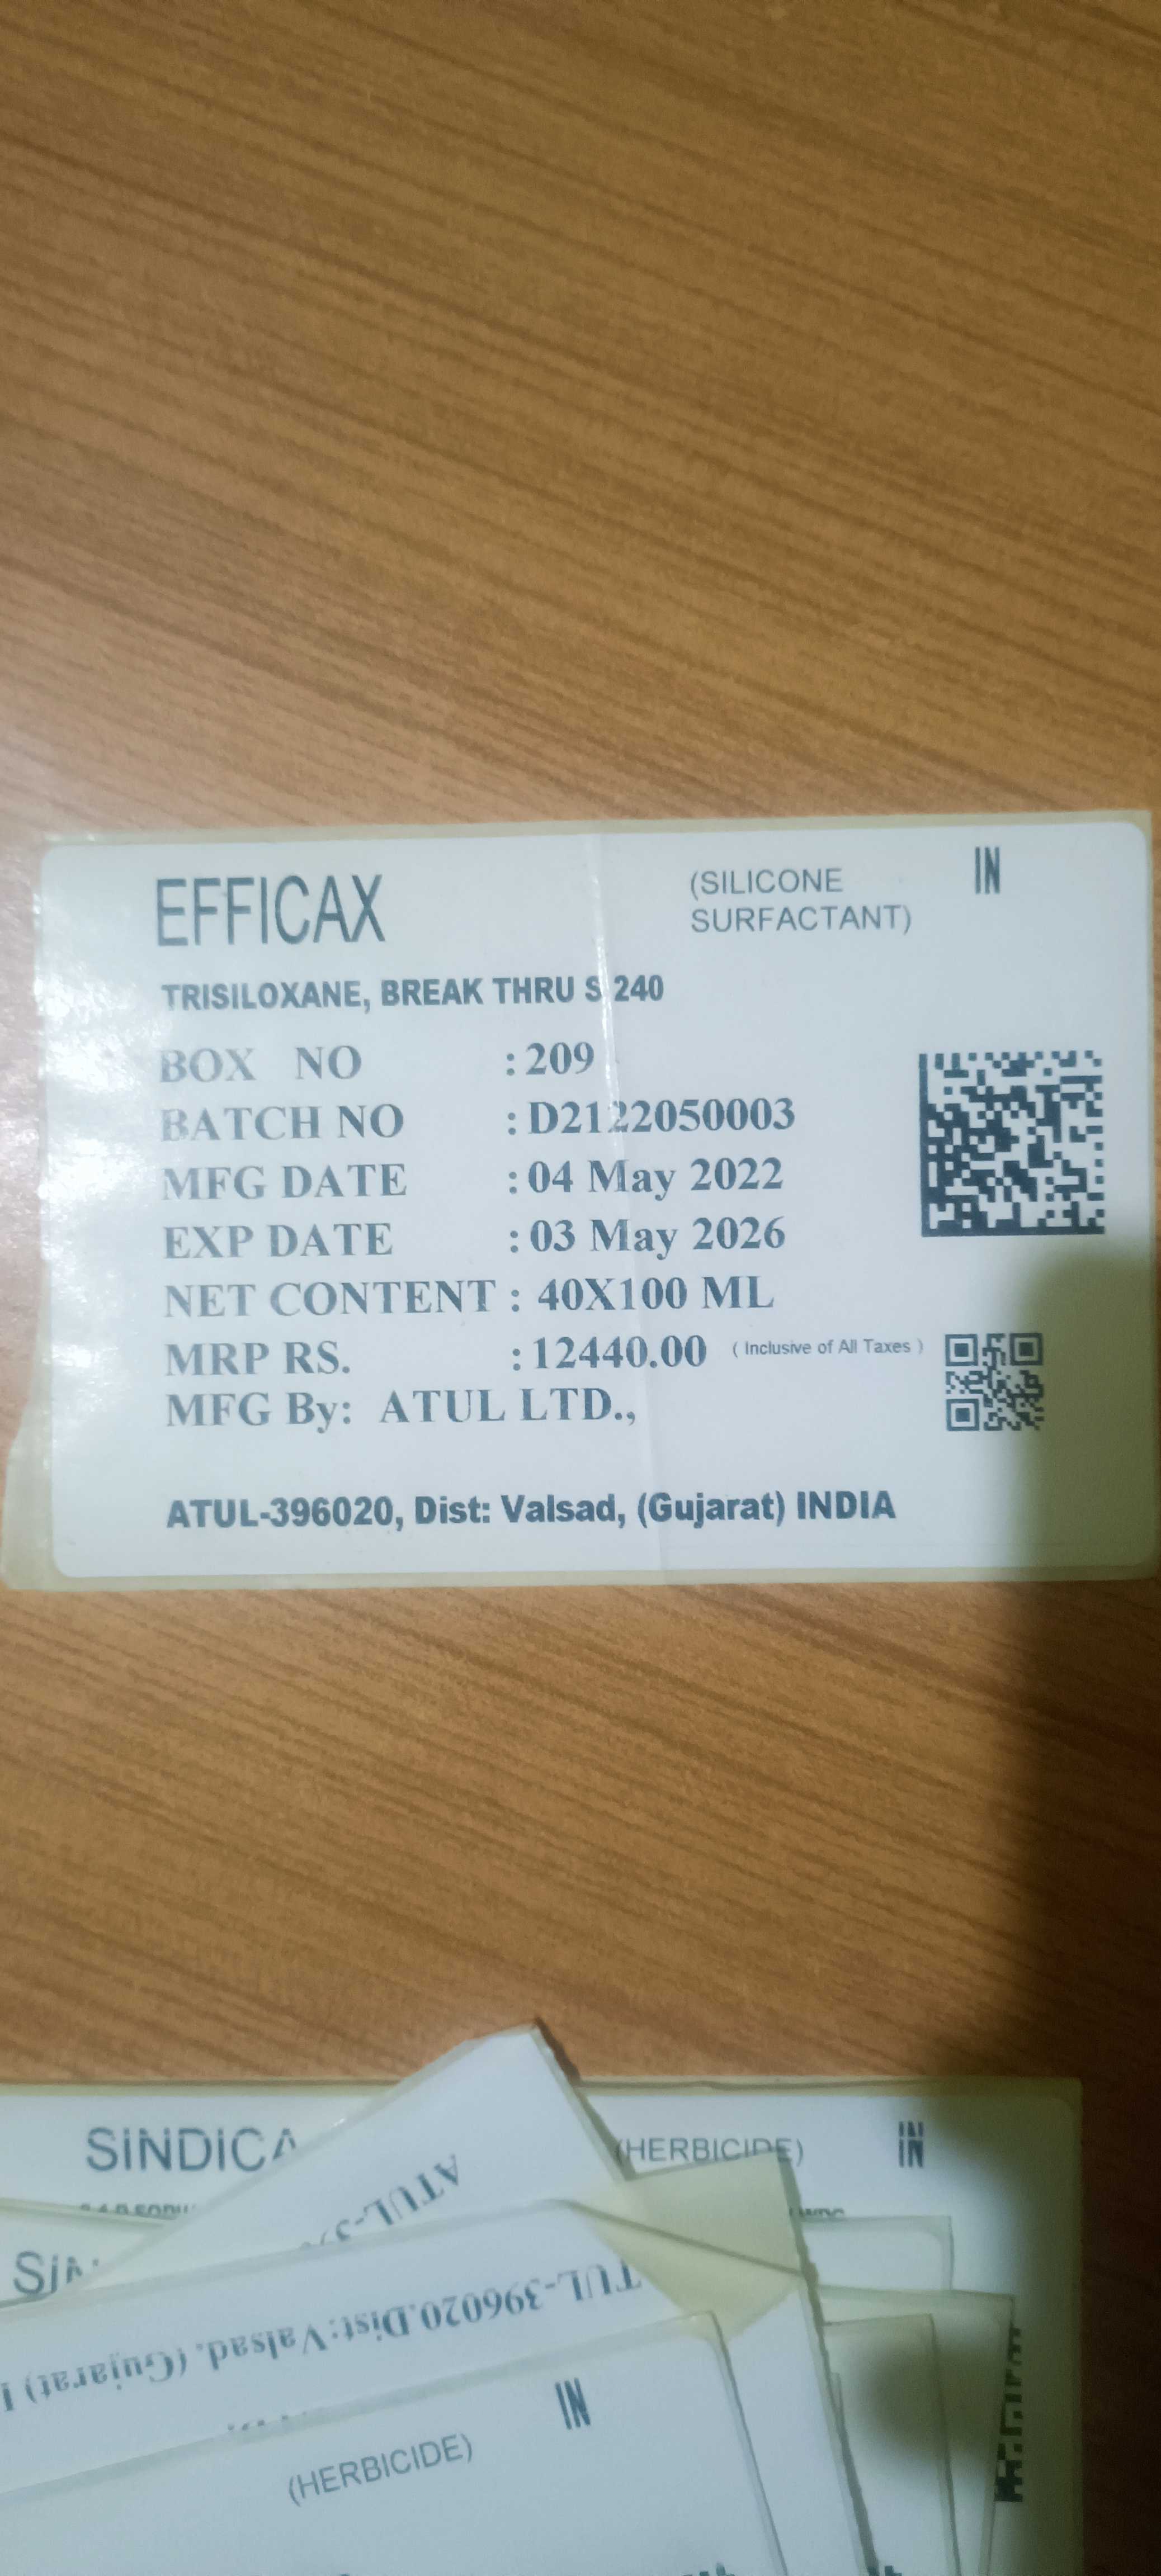 EFFICAX
(SILICONE
SURFACTANT)
IN
TRISILOXANE, BREAK THRU S 240
BOX NO : 209
BATCH NO : D2122050003
MFG DATE : 04 May 2022
EXP DATE : 03 May 2026
NET CONTENT : 40X100 ML
MRP RS. : 12440.00 ( Inclusive of All Taxes )
MFG By: ATUL LTD.,
ATUL-396020, Dist: Valsad, (Gujarat) INDIA
SiNDiCA
(HERBICIDE)
IN
ATUL-
TUL-396020.Dist:Valsad. (Gujarat)
IN
(HERBICIDE)